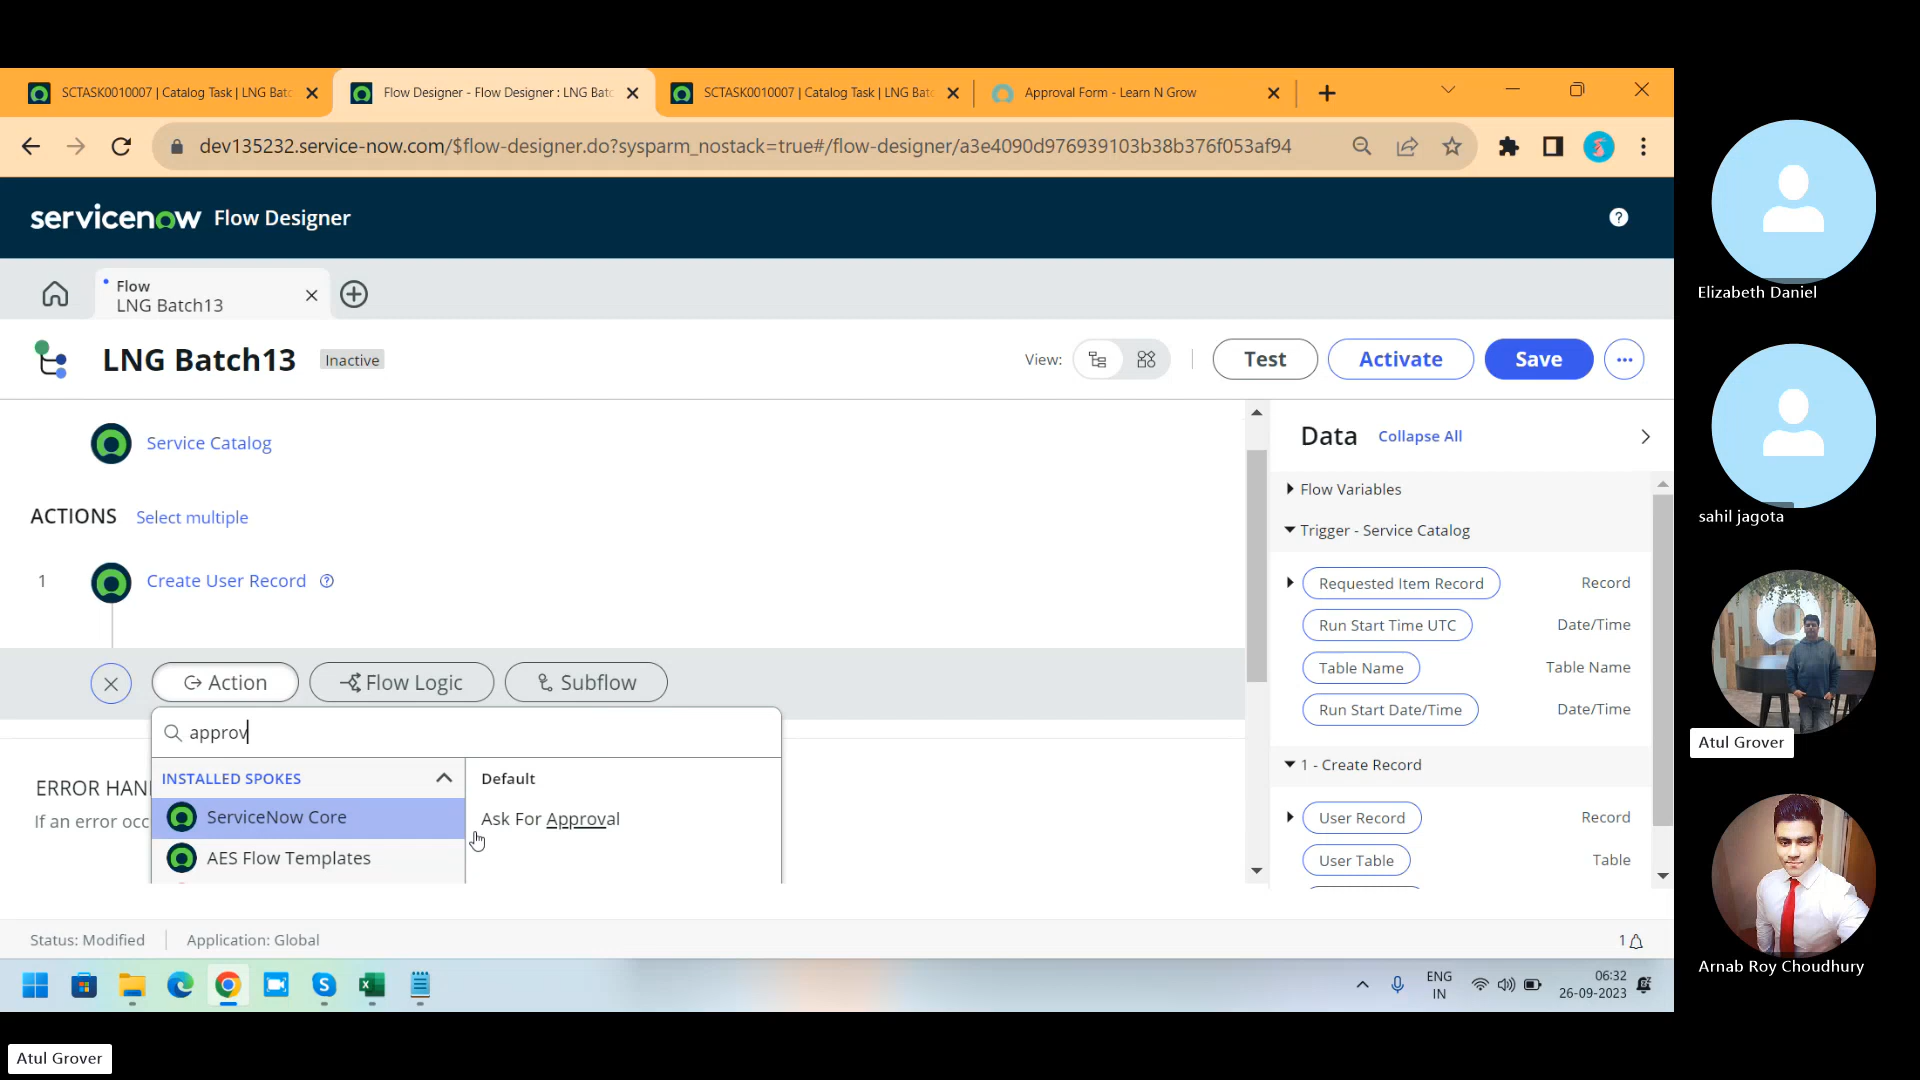 SCTASK0010007 | Catalog Task | LNG Batc
Flow Designer - Flow Designer : LNG Batc
SCTASK0010007 | Catalog Task | LNG Batc
Approval Form - Learn N Grow
dev135232.service-now.com/$flow-designer.do?sysparm_nostack=true#/flow-designer/a3e4090d976939103b38b376f053af94
servicenow Flow Designer
Flow
LNG Batch13
LNG Batch13
Inactive
View:
Test
Activate
Save
Service Catalog
ACTIONS
Select multiple
1
Create User Record
Action
Flow Logic
Subflow
approv
INSTALLED SPOKES
ServiceNow Core
AES Flow Templates
Default
Ask For Approval
ERROR HAN
If an error occ
Data
Collapse All
Flow Variables
Trigger - Service Catalog
Requested Item Record
Record
Run Start Time UTC
Date/Time
Table Name
Table Name
Run Start Date/Time
Date/Time
1 - Create Record
User Record
Record
User Table
Table
Status: Modified
Application: Global
1
ENG
IN
06:32
26-09-2023
Elizabeth Daniel
sahil jagota
Atul Grover
Arnab Roy Choudhury
Atul Grover